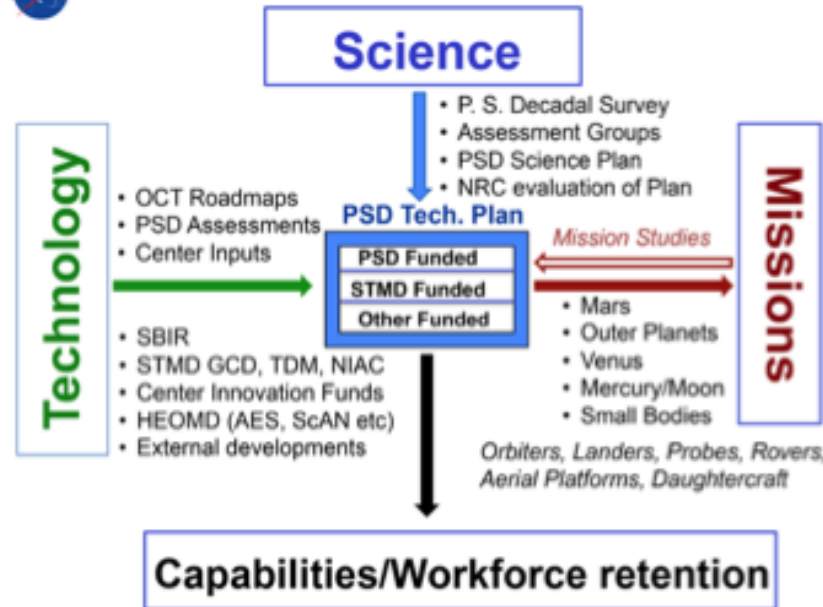 Science
• P. S. Decadal Survey
• Assessment Groups
• PSD Science Plan
• NRC evaluation of Plan
Technology
• OCT Roadmaps
• PSD Assessments
• Center Inputs
• SBIR
• STMD GCD, TDM, NIAC
• Center Innovation Funds
• HEOMD (AES, ScAN etc)
• External developments
PSD Tech. Plan
PSD Funded
STMD Funded
Other Funded
Mission Studies
Missions
• Mars
• Outer Planets
• Venus
• Mercury/Moon
• Small Bodies
Orbiters, Landers, Probes, Rovers,
Aerial Platforms, Daughtercraft
Capabilities/Workforce retention